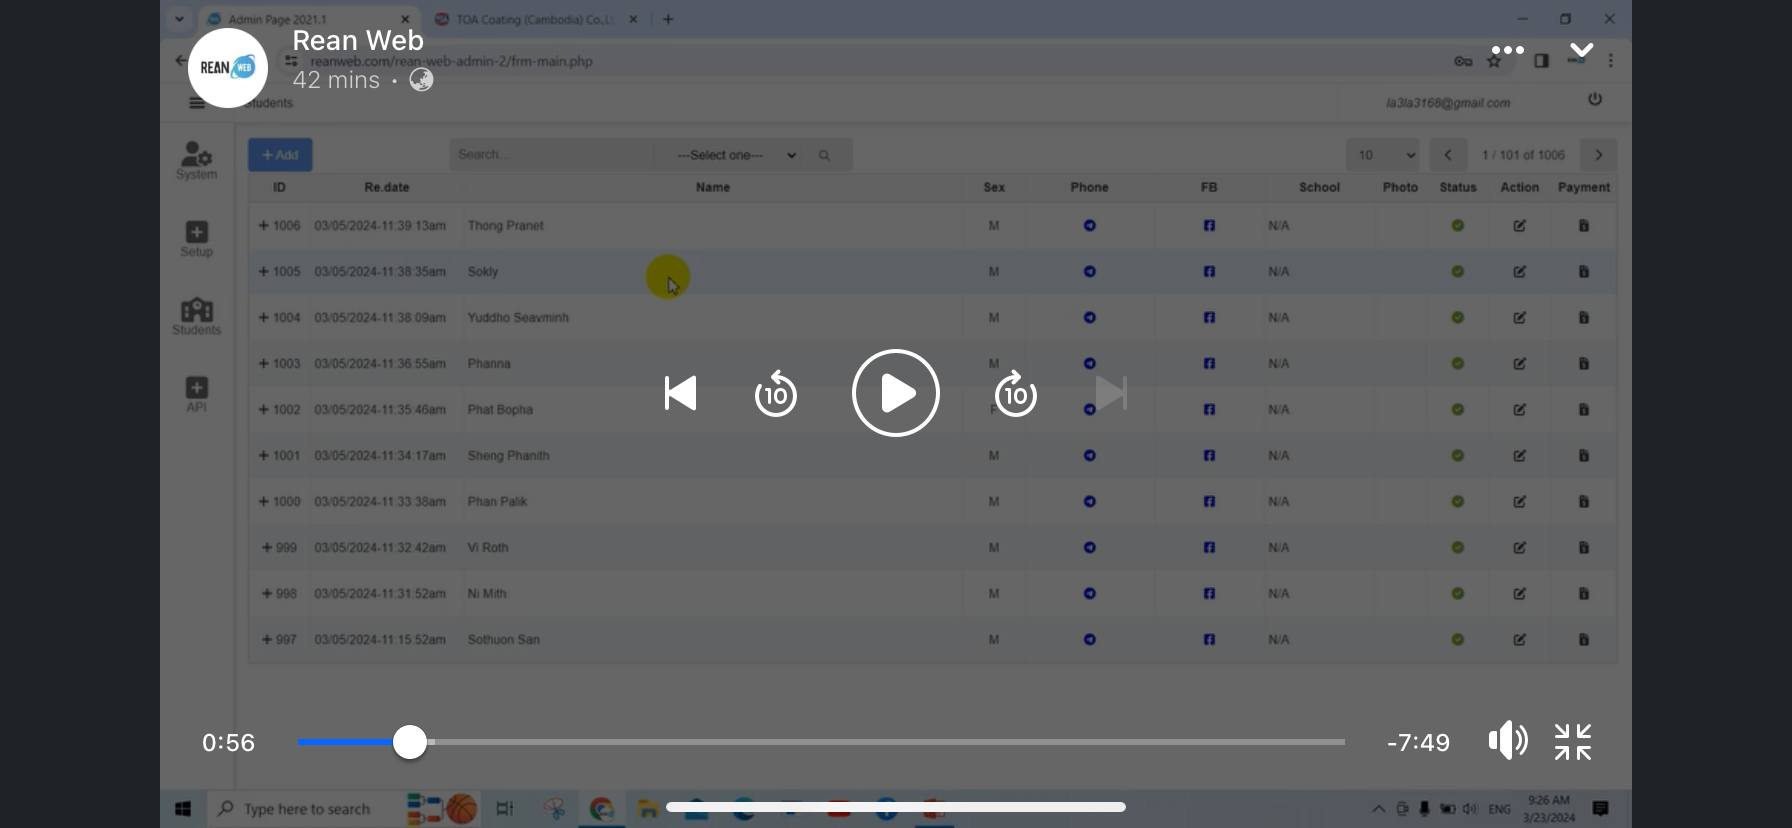 Admin Page 2021.1
TOA Coating (Cambodia) Co.,L
Rean Web
reanweb.com/rean-web-admin-2/frm-main.php
REAN WEB
42 mins ·
Students
la3la3168@gmail.com
+ Add
Search...
---Select one---
10
1 / 101 of 1006
System
Setup
Students
API
ID Re.date Name Sex Phone FB School Photo Status Action Payment
+ 1006 03/05/2024-11:39:13am Thong Pranet M N/A
+ 1005 03/05/2024-11:38:35am Sokly M N/A
+ 1004 03/05/2024-11:38:09am Yuddho Seavminh M N/A
+ 1003 03/05/2024-11:36:55am Phanna M N/A
+ 1002 03/05/2024-11:35:46am Phat Bopha F N/A
+ 1001 03/05/2024-11:34:17am Sheng Phanith M N/A
+ 1000 03/05/2024-11:33:38am Phan Palik M N/A
+ 999 03/05/2024-11:32:42am Vi Roth M N/A
+ 998 03/05/2024-11:31:52am Ni Mith M N/A
+ 997 03/05/2024-11:15:52am Sothuon San M N/A
10
10
0:56
-7:49
Type here to search
ENG
9:26 AM
3/23/2024